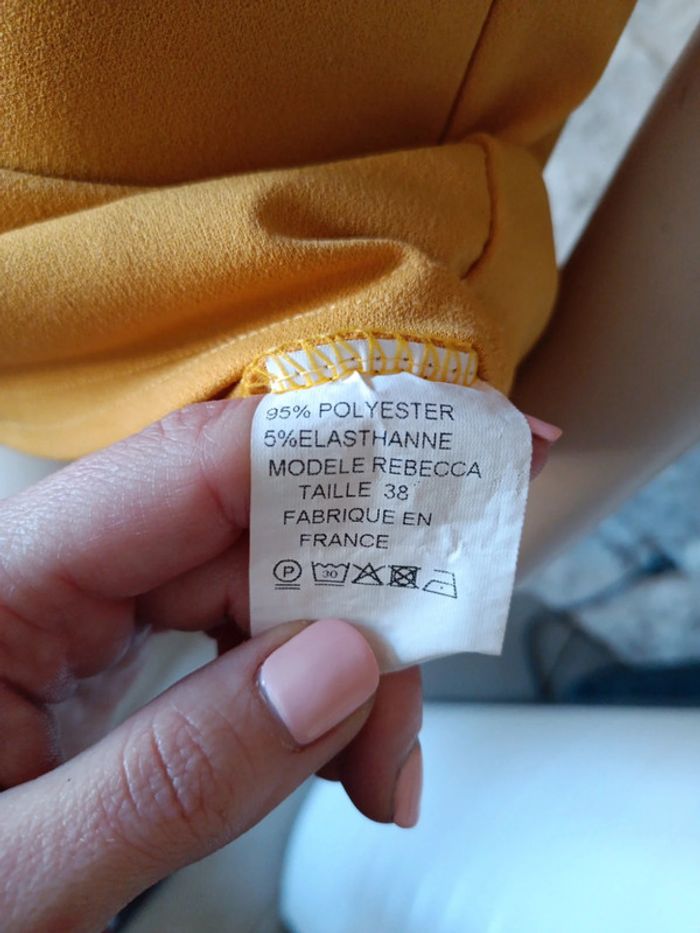 95% POLYESTER
5%ELASTHANNE
MODELE REBECCA
TAILLE 38
FABRIQUE EN
FRANCE
P 30